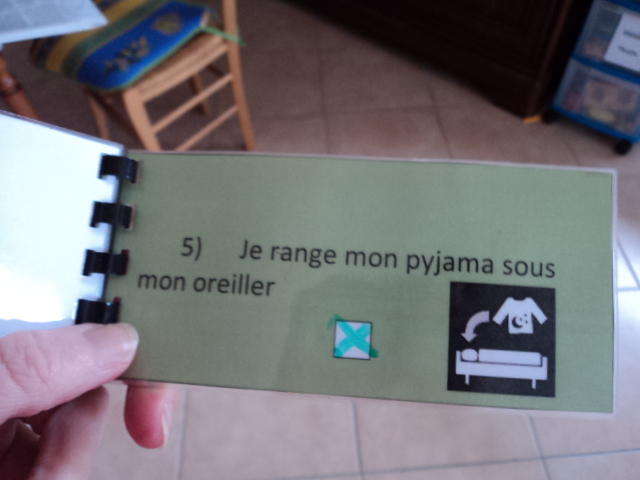 5) Je range mon pyjama sous
mon oreiller